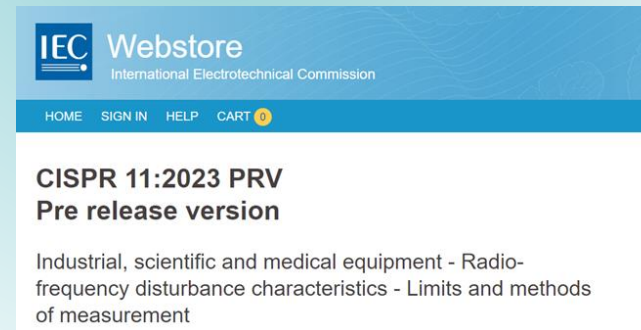 IEC
Webstore
International Electrotechnical Commission
HOME SIGN IN HELP CART 0
CISPR 11:2023 PRV
Pre release version
Industrial, scientific and medical equipment - Radio-
frequency disturbance characteristics - Limits and methods
of measurement